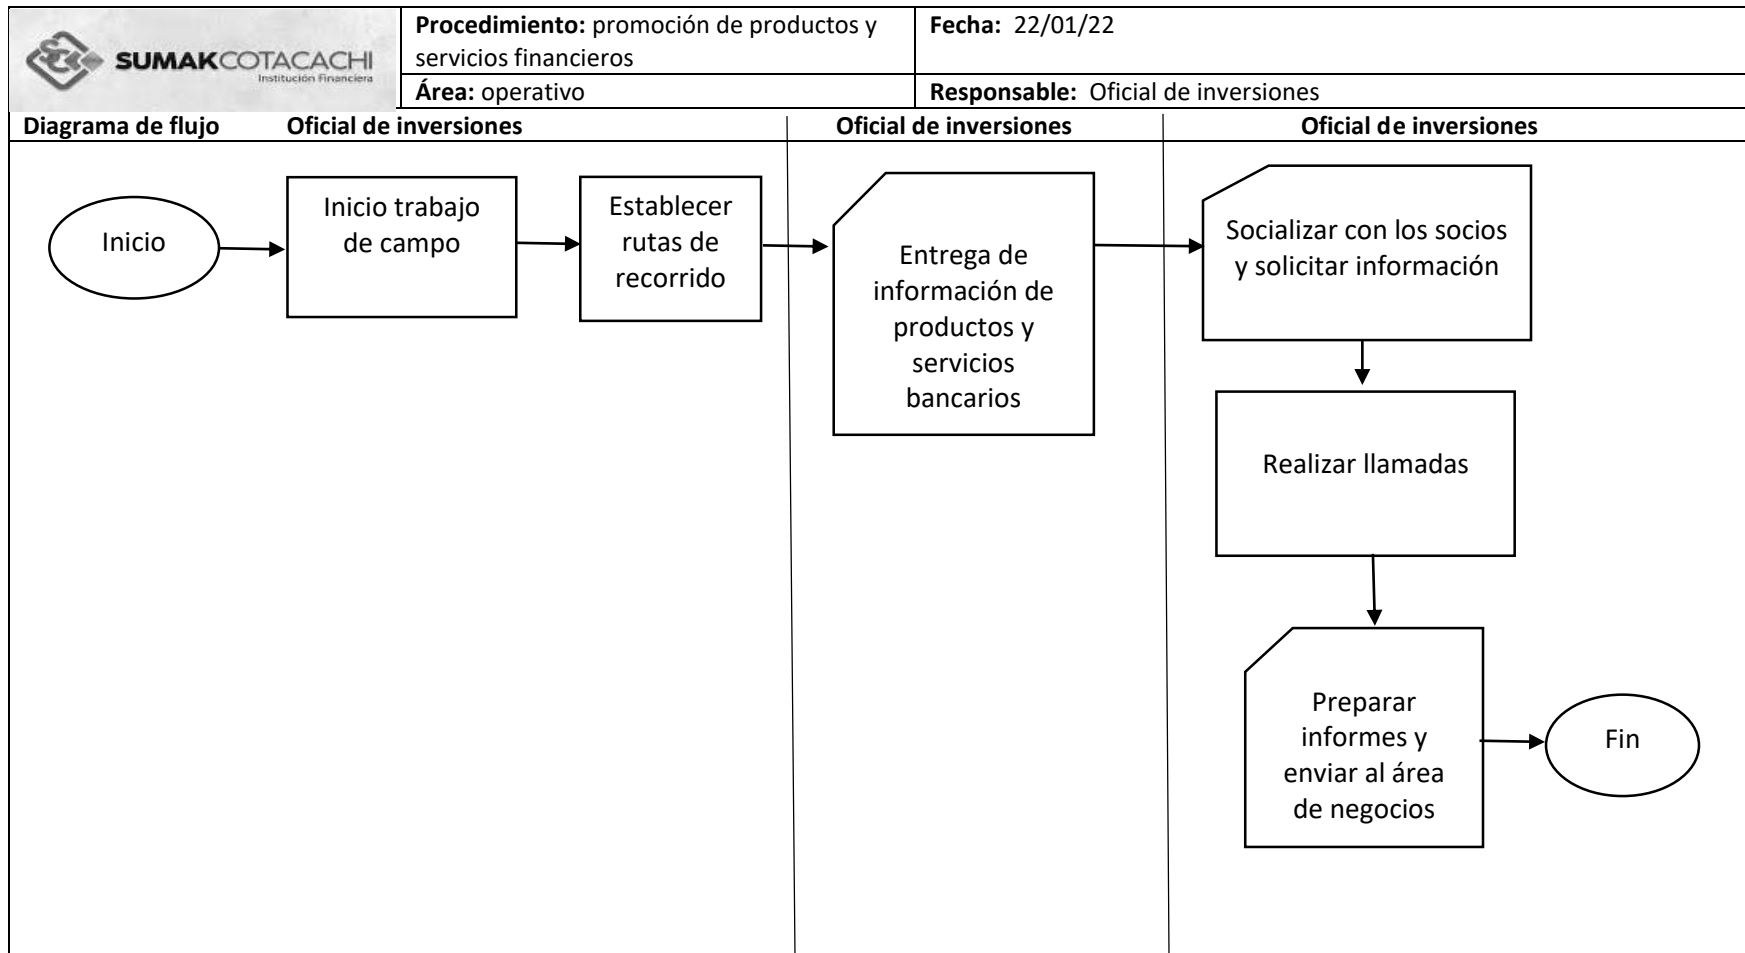 SUMAKCOTACACHI
Institución Financiera
Procedimiento: promoción de productos y
servicios financieros
Fecha: 22/01/22
Área: operativo
Responsable: Oficial de inversiones
Diagrama de flujo
Oficial de inversiones
Oficial de inversiones
Oficial de inversiones
Inicio
Inicio trabajo
de campo
Establecer
rutas de
recorrido
Entrega de
información de
productos y
servicios
bancarios
Socializar con los socios
y solicitar información
Realizar llamadas
Preparar
informes y
enviar al área
de negocios
Fin